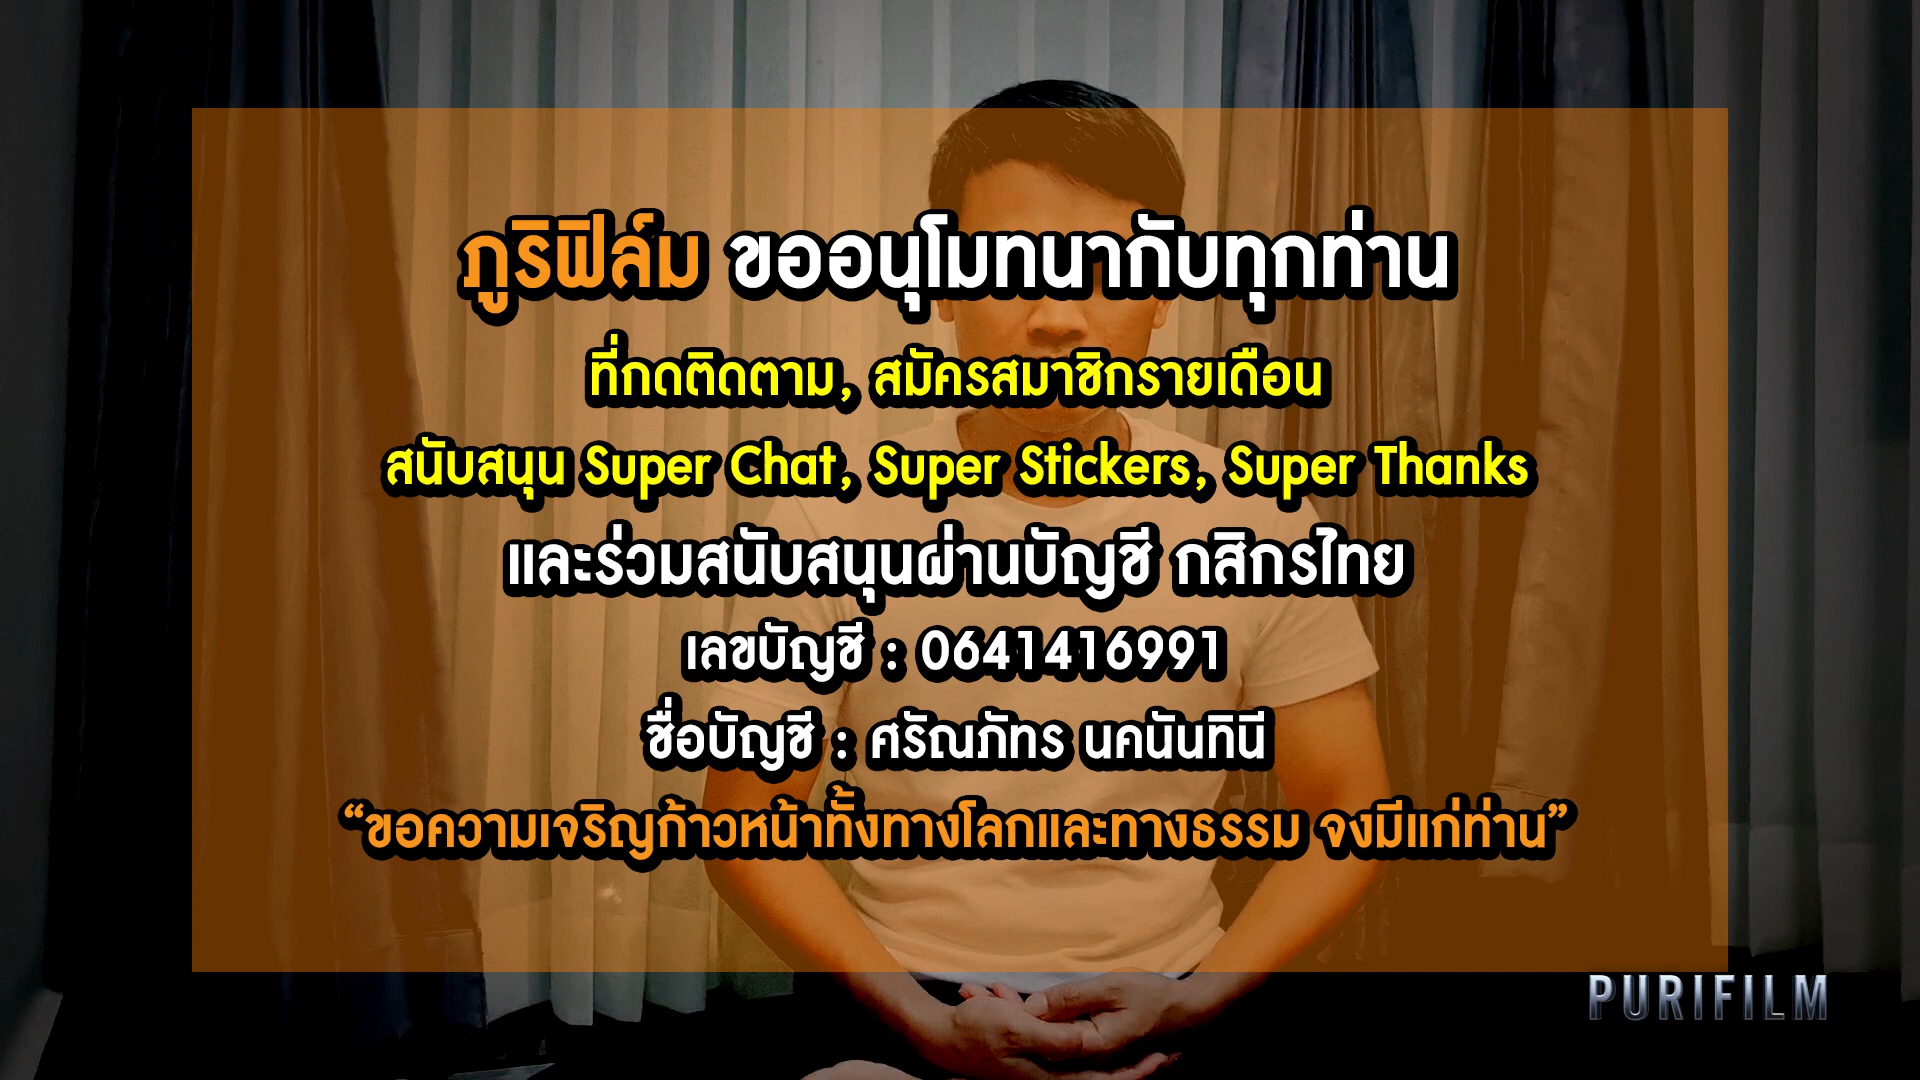 ภูริฟิล์ม ขออนุโมทนากับทุกท่าน
ที่กดติดตาม, สมัครสมาชิกรายเดือน
สนับสนุน Super Chat, Super Stickers, Super Thanks
และร่วมสนับสนุนผ่านบัญชี กสิกรไทย
เลขบัญชี : 0641416991
ชื่อบัญชี : ศรัณภัทร นคนันทินี
“ขอความเจริญก้าวหน้าทั้งทางโลกและทางธรรม จงมีแก่ท่าน”
PURIFILM